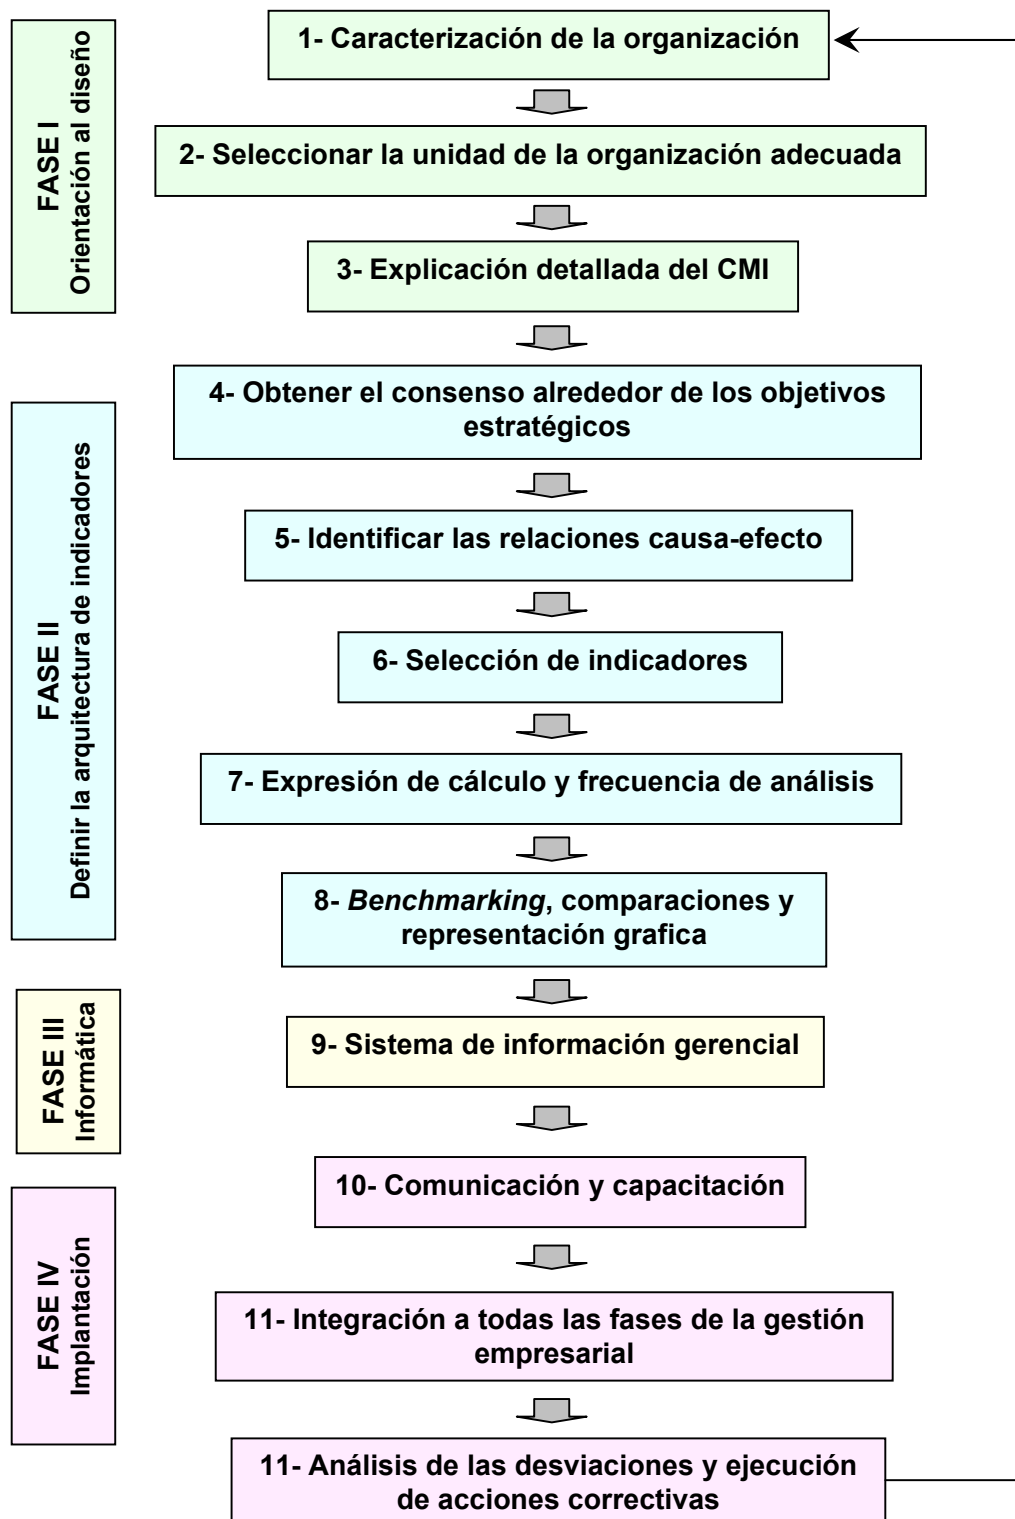 FASE I
Orientación al diseño
1- Caracterización de la organización
2- Seleccionar la unidad de la organización adecuada
3- Explicación detallada del CMI
FASE II
Definir la arquitectura de indicadores
4- Obtener el consenso alrededor de los objetivos
estratégicos
5- Identificar las relaciones causa-efecto
6- Selección de indicadores
7- Expresión de cálculo y frecuencia de análisis
8- Benchmarking, comparaciones y
representación grafica
FASE III
Informática
9- Sistema de información gerencial
FASE IV
Implantación
10- Comunicación y capacitación
11- Integración a todas las fases de la gestión
empresarial
11- Análisis de las desviaciones y ejecución
de acciones correctivas